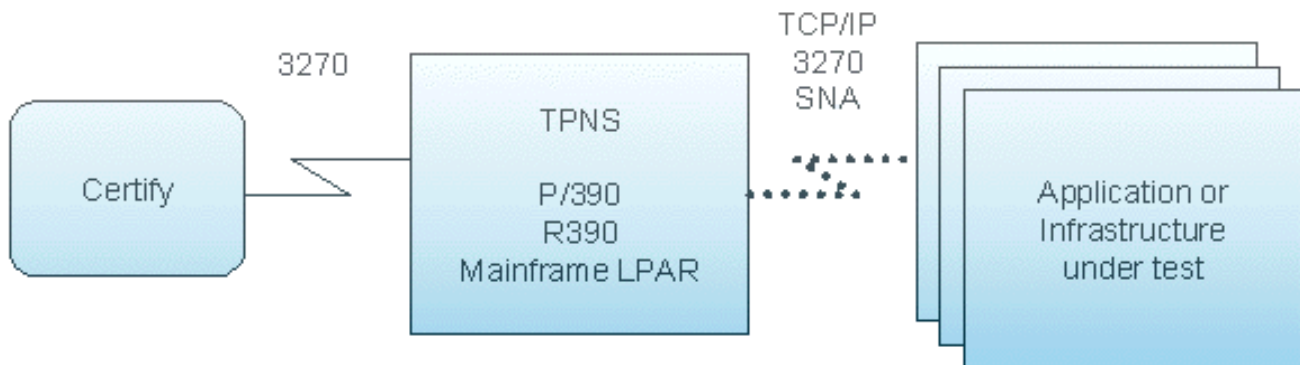 Certify
3270
TPNS
P/390
R390
Mainframe LPAR
TCP/IP
3270
SNA
Application or
Infrastructure
under test